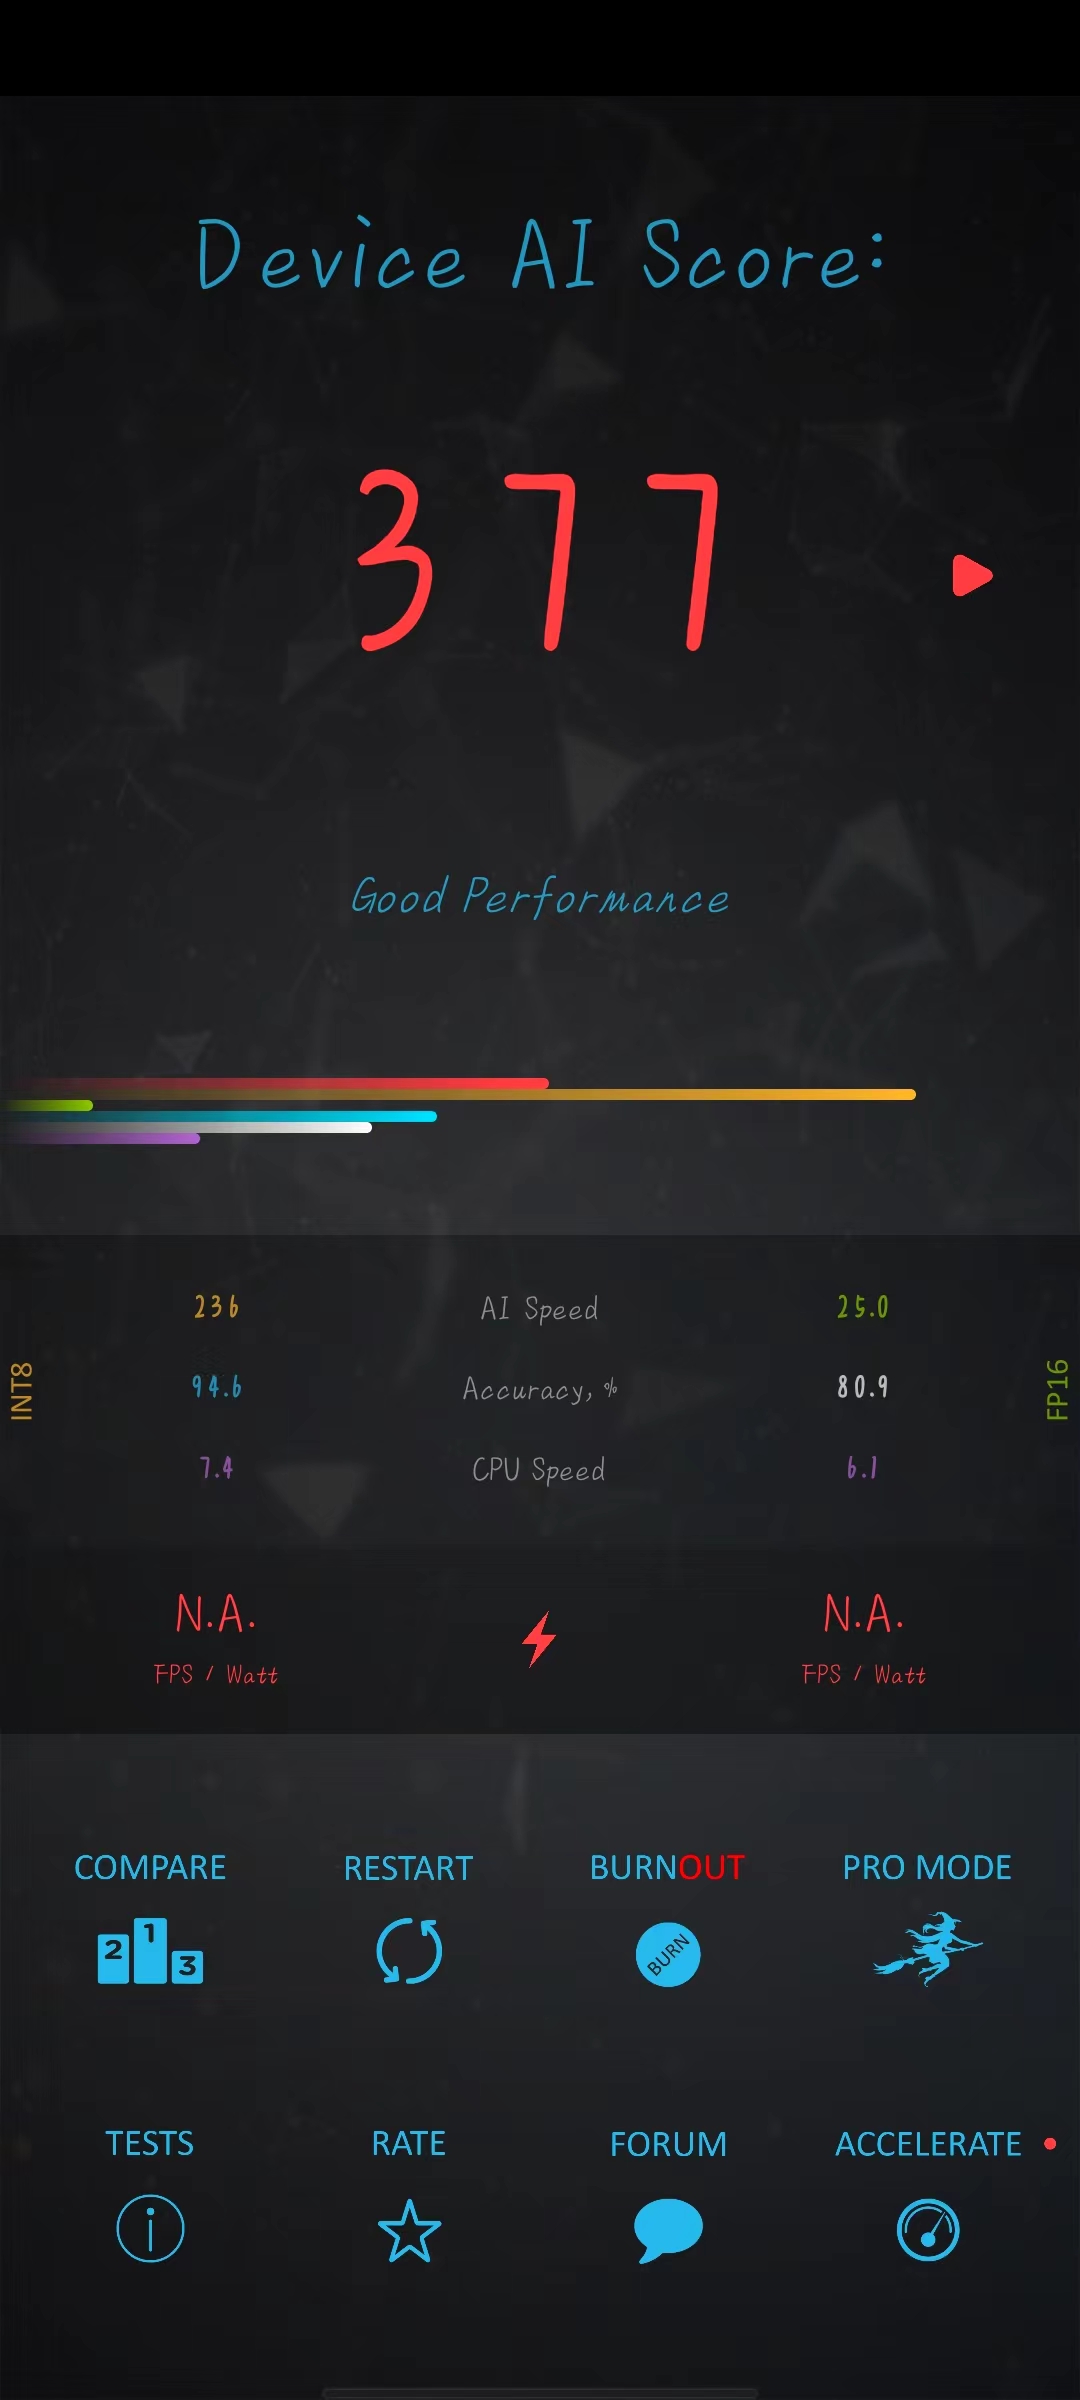 Device AI Score:
377
Good Performance
236 AI Speed 25.0
INT8 94.6 Accuracy, % 80.9 FP16
7.4 CPU Speed 6.1
N.A. N.A.
FPS / Watt FPS / Watt
COMPARE RESTART BURNOUT PRO MODE
2 1 3 BURN
TESTS RATE FORUM ACCELERATE